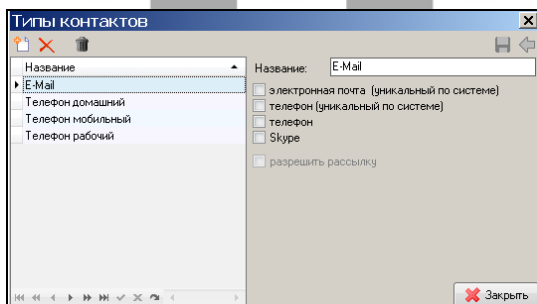 Типы контактов
Название
E-Mail
Телефон домашний
Телефон мобильный
Телефон рабочий
Название: E-Mail
электронная почта (уникальный по системе)
телефон (уникальный по системе)
телефон
Skype
разрешить рассылку
Закрыть